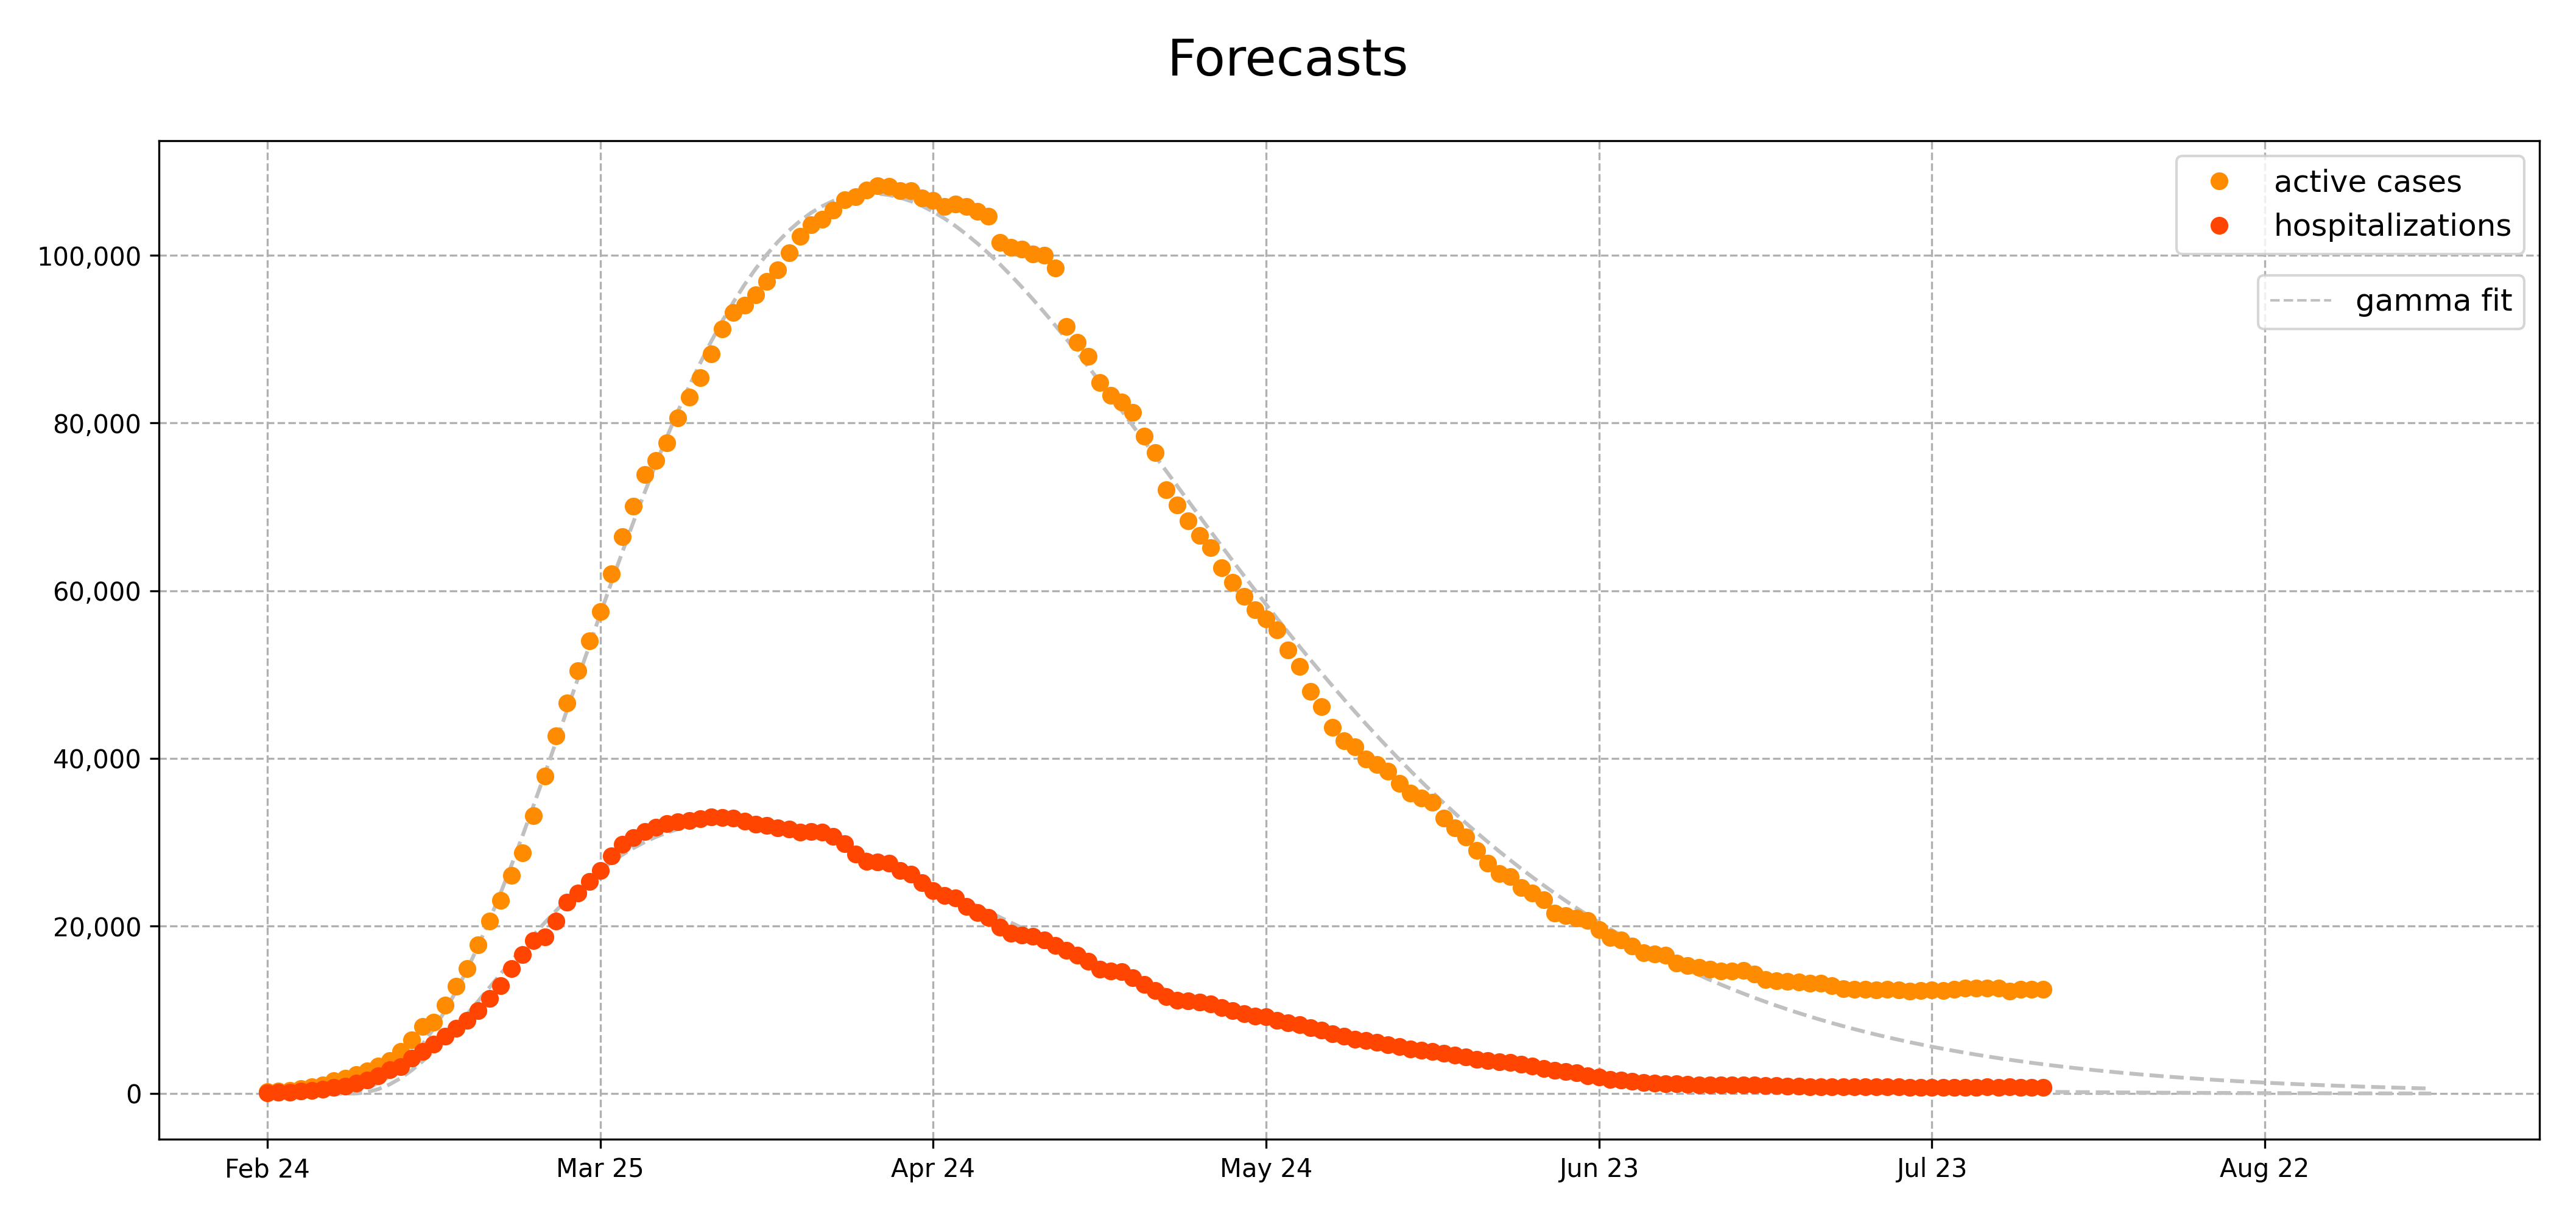 Forecasts
active cases
hospitalizations
gamma fit
100,000
80,000
60,000
40,000
20,000
0
Feb 24 Mar 25 Apr 24 May 24 Jun 23 Jul 23 Aug 22